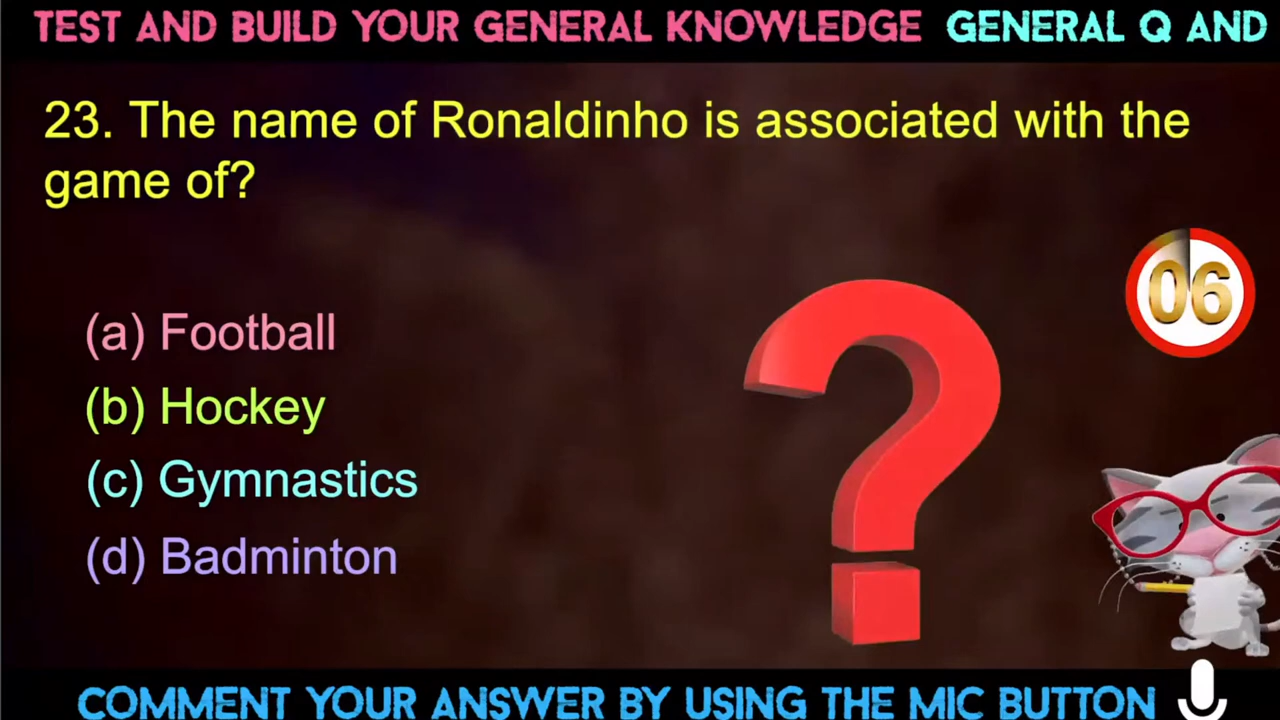 TEST AND BUILD YOUR GENERAL KNOWLEDGE GENERAL Q AND
23. The name of Ronaldinho is associated with the
game of?
06
(a) Football
(b) Hockey
(c) Gymnastics
(d) Badminton
COMMENT YOUR ANSWER BY USING THE MIC BUTTON